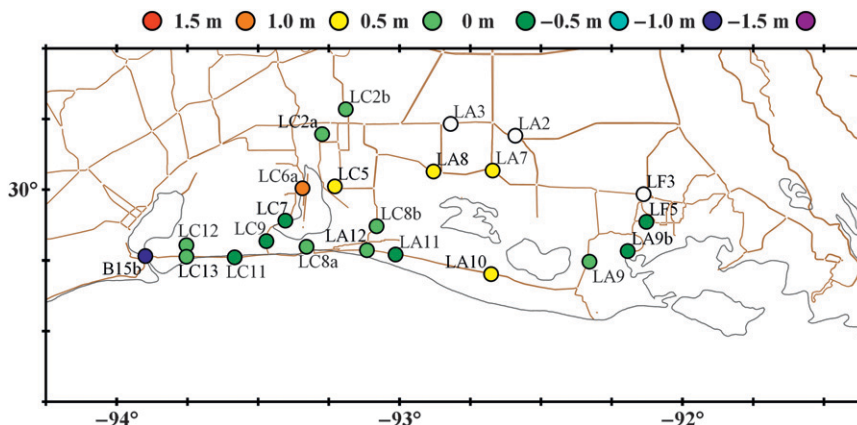 1.5 m 1.0 m 0.5 m 0 m −0.5 m −1.0 m −1.5 m
LC2b
LC2a
LA3
LA2
LA8
LA7
LC6a
LC5
LF3
LC7
LF5
LC8b
LC9
LC12
LA12
LA11
LA9b
B15b
LC13
LC11
LC8a
LA10
LA9
30°
−94° −93° −92°